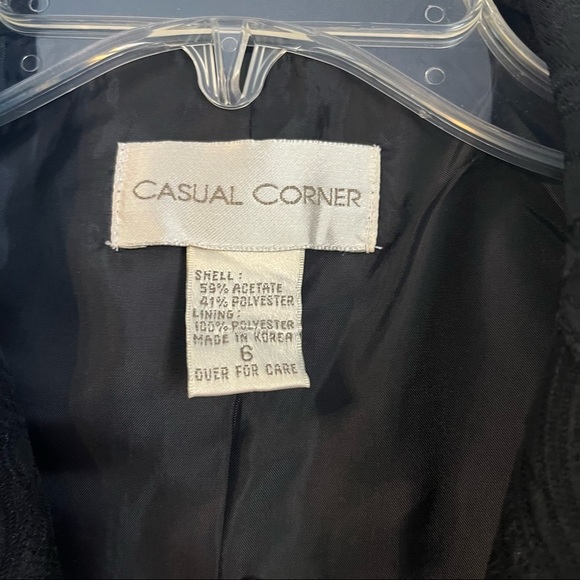 CASUAL CORNER
SHELL:
59% ACETATE
41% POLYESTER
LINING:
100% POLYESTER
MADE IN KOREA
6
OVER FOR CARE